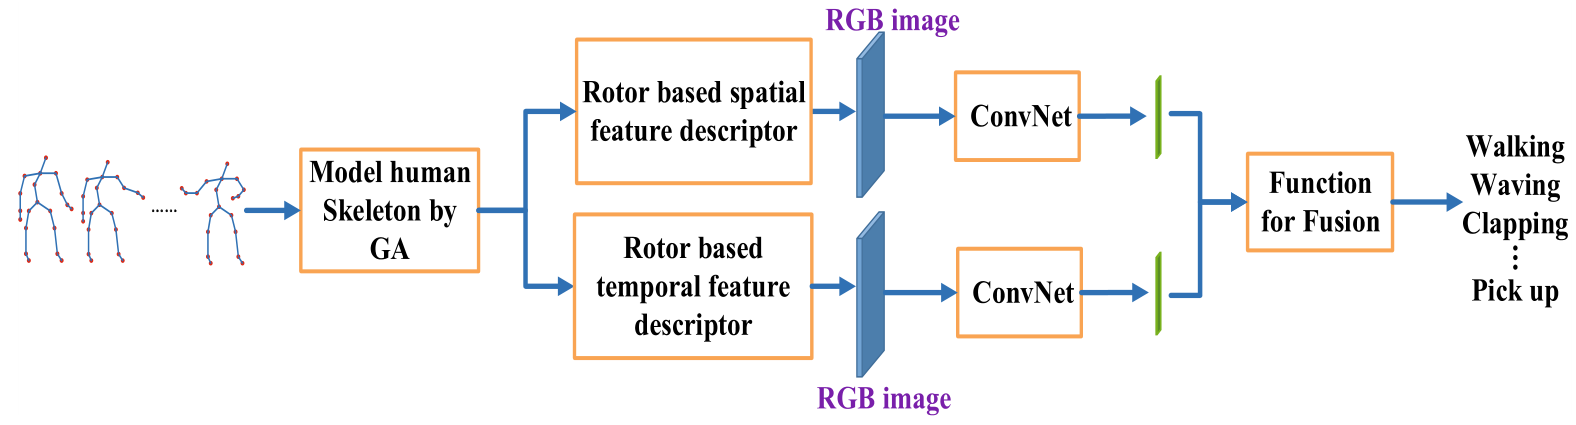 RGB image
Rotor based spatial
feature descriptor
ConvNet
Model human
Skeleton by
GA
......
Function
for Fusion
Walking
Waving
Clapping
Pick up
Rotor based
temporal feature
descriptor
ConvNet
RGB image